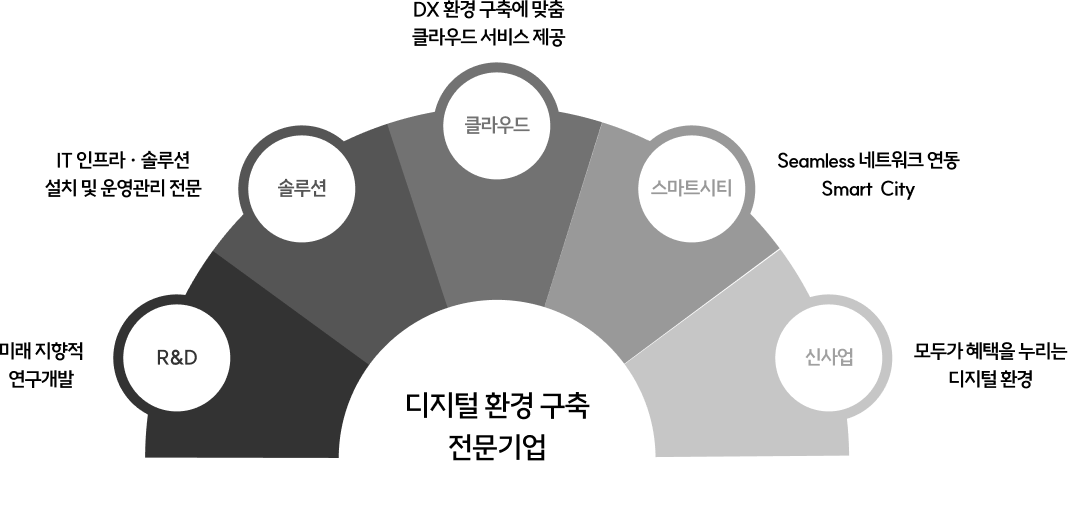 DX 환경 구축에 맞춤
클라우드 서비스 제공
클라우드
IT 인프라 · 솔루션
설치 및 운영관리 전문
솔루션
스마트시티
Seamless 네트워크 연동
Smart City
미래 지향적
연구개발
R&D
신사업
모두가 혜택을 누리는
디지털 환경
디지털 환경 구축
전문기업